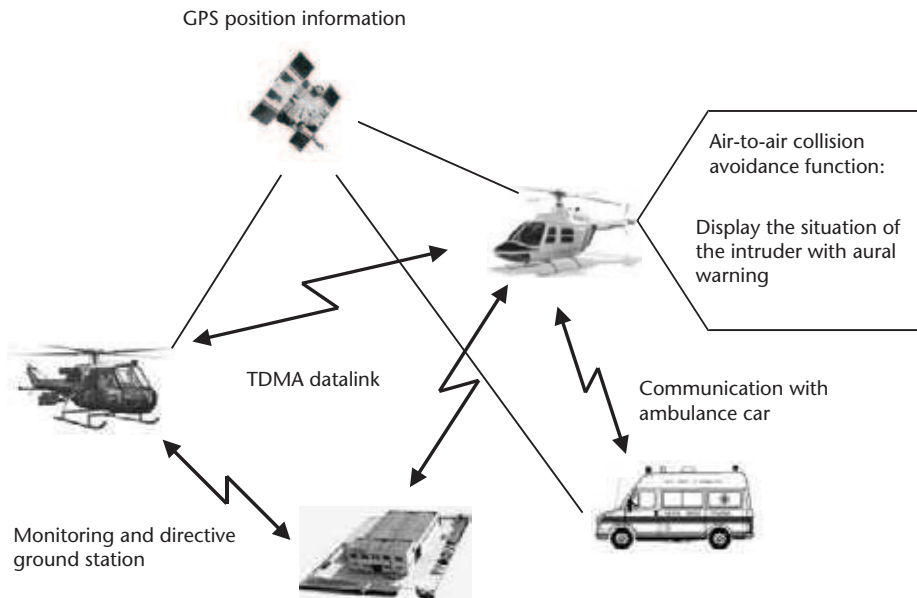 GPS position information
Air-to-air collision
avoidance function:
Display the situation of
the intruder with aural
warning
TDMA datalink
Communication with
ambulance car
Monitoring and directive
ground station